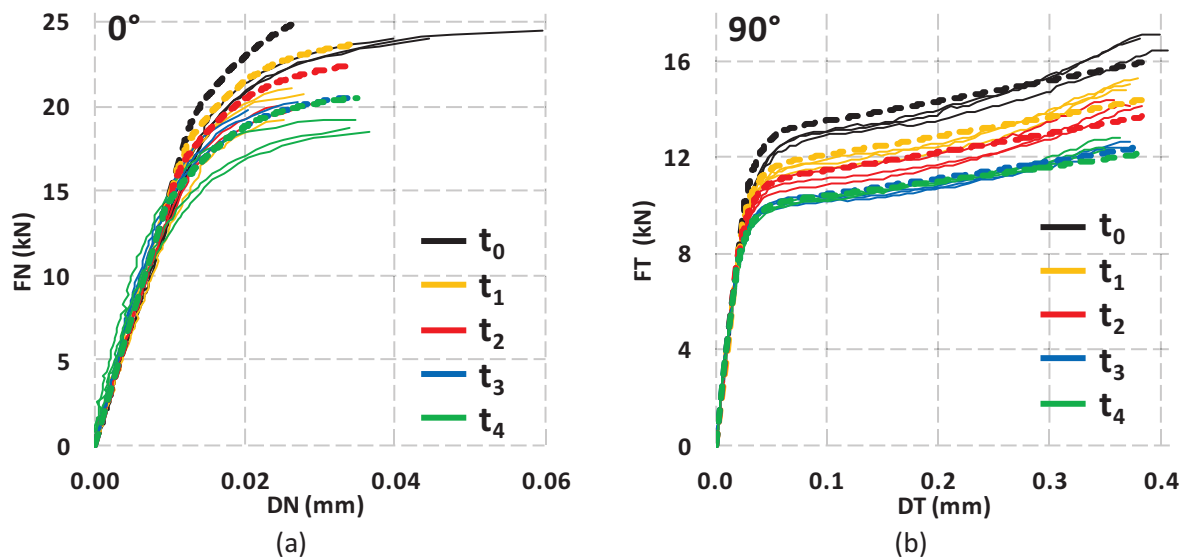 0°
25
20
15
10
5
0
FN (kN)
0.00 0.02 0.04 0.06
DN (mm)
t0
t1
t2
t3
t4
(a)
90°
16
12
8
4
0
FT (kN)
0.0 0.1 0.2 0.3 0.4
DT (mm)
t0
t1
t2
t3
t4
(b)